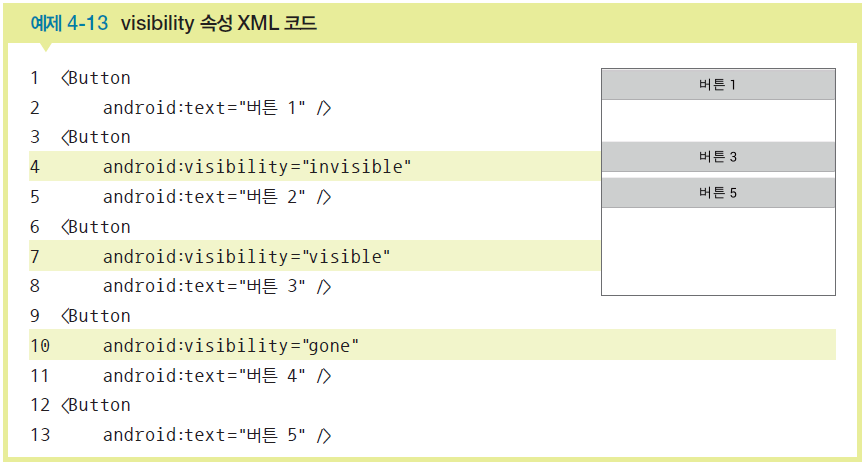 예제 4-13 visibility 속성 XML 코드
1 <Button
2 android:text="버튼 1" />
3 <Button
4 android:visibility="invisible"
5 android:text="버튼 2" />
6 <Button
7 android:visibility="visible"
8 android:text="버튼 3" />
9 <Button
10 android:visibility="gone"
11 android:text="버튼 4" />
12 <Button
13 android:text="버튼 5" />
버튼 1
버튼 3
버튼 5